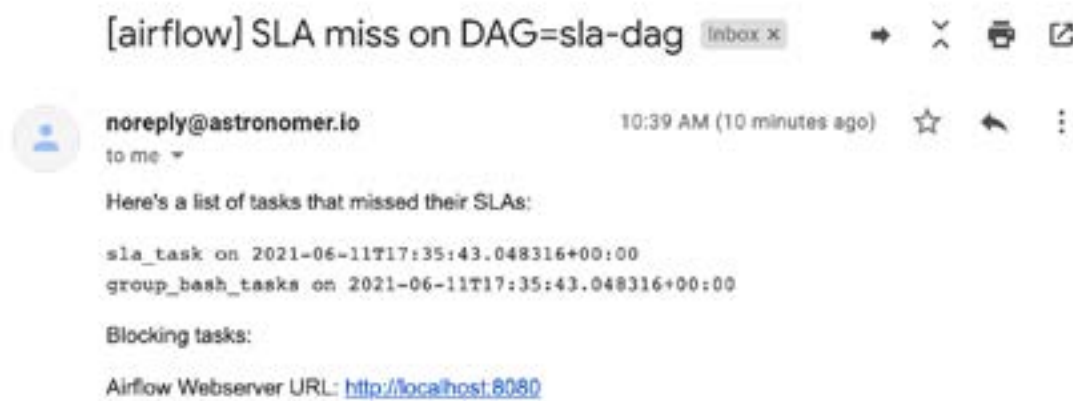 [airflow] SLA miss on DAG=sla-dag Inbox ×
noreply@astronomer.io 10:39 AM (10 minutes ago)
to me
Here's a list of tasks that missed their SLAs:
sla_task on 2021-06-11T17:35:43.048316+00:00
group_bash_tasks on 2021-06-11T17:35:43.048316+00:00
Blocking tasks:
Airflow Webserver URL: http://localhost:8080